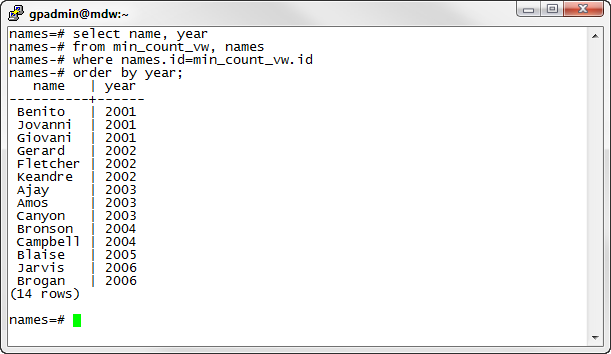 gpadmin@mdw:~
names=# select name, year
names-# from min_count_vw, names
names-# where names.id=min_count_vw.id
names-# order by year;
   name   | year
----------+------
 Benito   | 2001
 Jovanni  | 2001
 Giovani  | 2001
 Gerard   | 2002
 Fletcher | 2002
 Keandre  | 2002
 Ajay     | 2003
 Amos     | 2003
 Canyon   | 2003
 Bronson  | 2004
 Campbell | 2004
 Blaise   | 2005
 Jarvis   | 2006
 Brogan   | 2006
(14 rows)
names=#